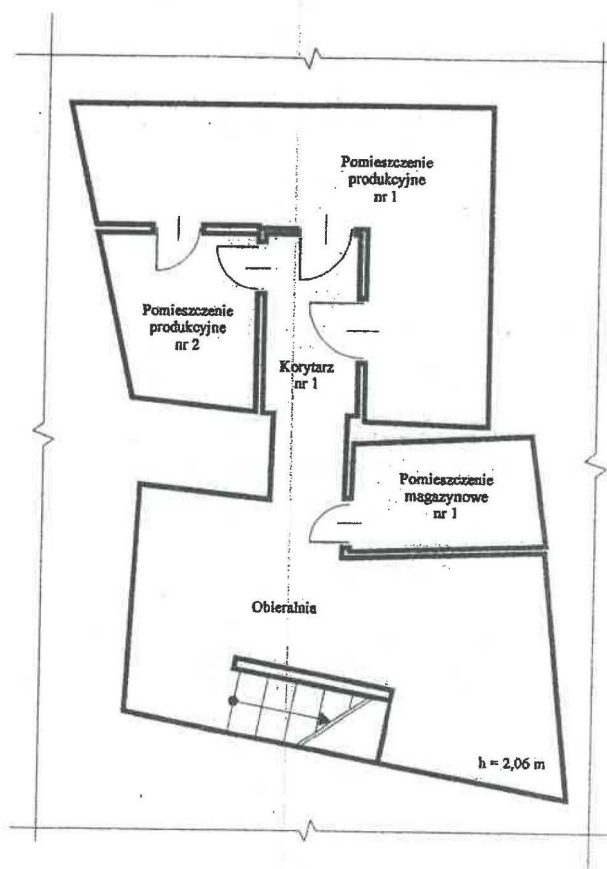 Pomieszczenie
produkcyjne
nr 1
Pomieszczenie
produkcyjne
nr 2
Korytarz
nr 1
Pomieszczenie
magazynowe
nr 1
Obieralnia
h = 2,06 m